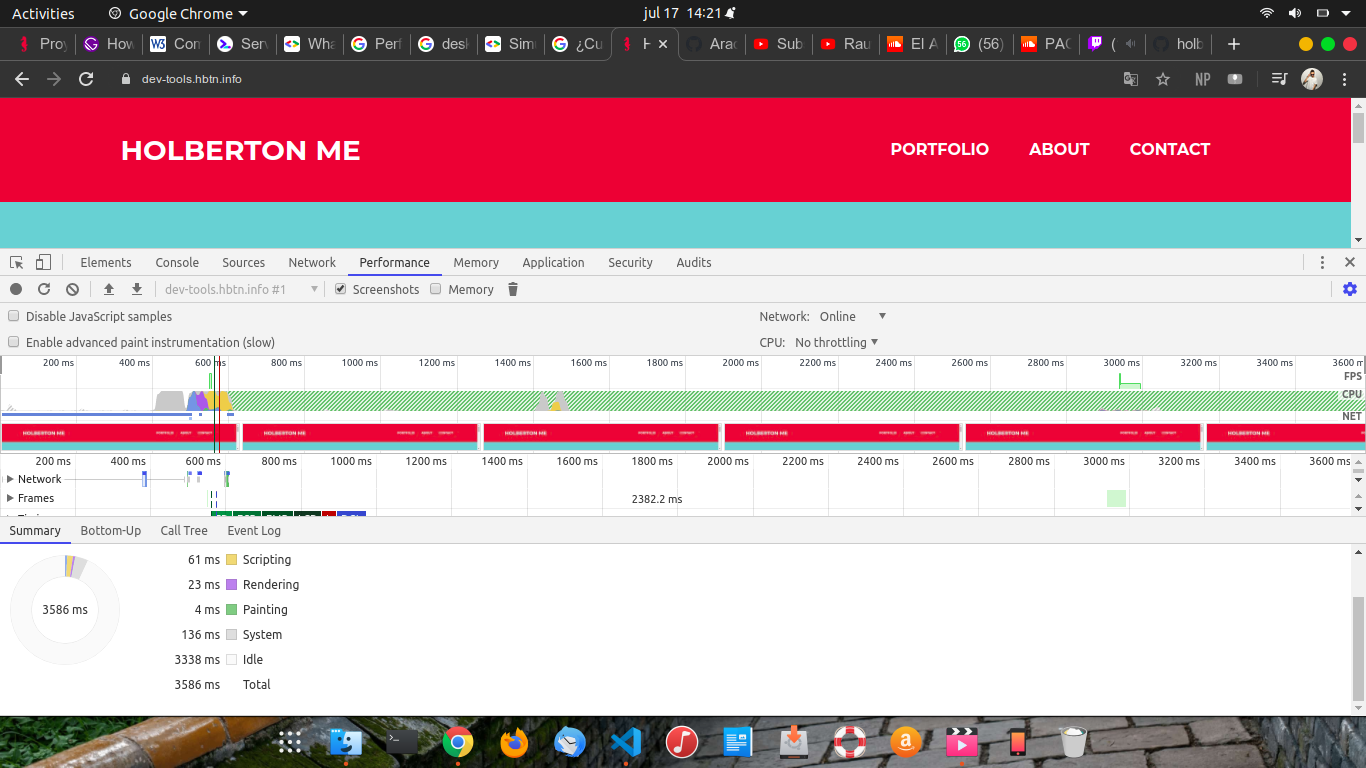 Activities Google Chrome jul 17 14:21
Proy Gow How Con Serv Wha Perf desk Simu ¿Cu H Arac Sub Rau El A (56) PAC ( holb
dev-tools.hbtn.info NP
HOLBERTON ME PORTFOLIO ABOUT CONTACT
Elements Console Sources Network Performance Memory Application Security Audits
dev-tools.hbtn.info #1 Screenshots Memory
Disable JavaScript samples Network: Online
Enable advanced paint instrumentation (slow) CPU: No throttling
200 ms 400 ms 600 ms 800 ms 1000 ms 1200 ms 1400 ms 1600 ms 1800 ms 2000 ms 2200 ms 2400 ms 2600 ms 2800 ms 3000 ms 3200 ms 3400 ms 3600 m
FPS
CPU
NET
HOLBERTON ME HOLBERTON ME HOLBERTON ME HOLBERTON ME HOLBERTON ME HOLBERTON ME
200 ms 400 ms 600 ms 800 ms 1000 ms 1200 ms 1400 ms 1600 ms 1800 ms 2000 ms 2200 ms 2400 ms 2600 ms 2800 ms 3000 ms 3200 ms 3400 ms 3600 ms
Network
Frames 2382.2 ms
Summary Bottom-Up Call Tree Event Log
61 ms Scripting
23 ms Rendering
3586 ms 4 ms Painting
136 ms System
3338 ms Idle
3586 ms Total